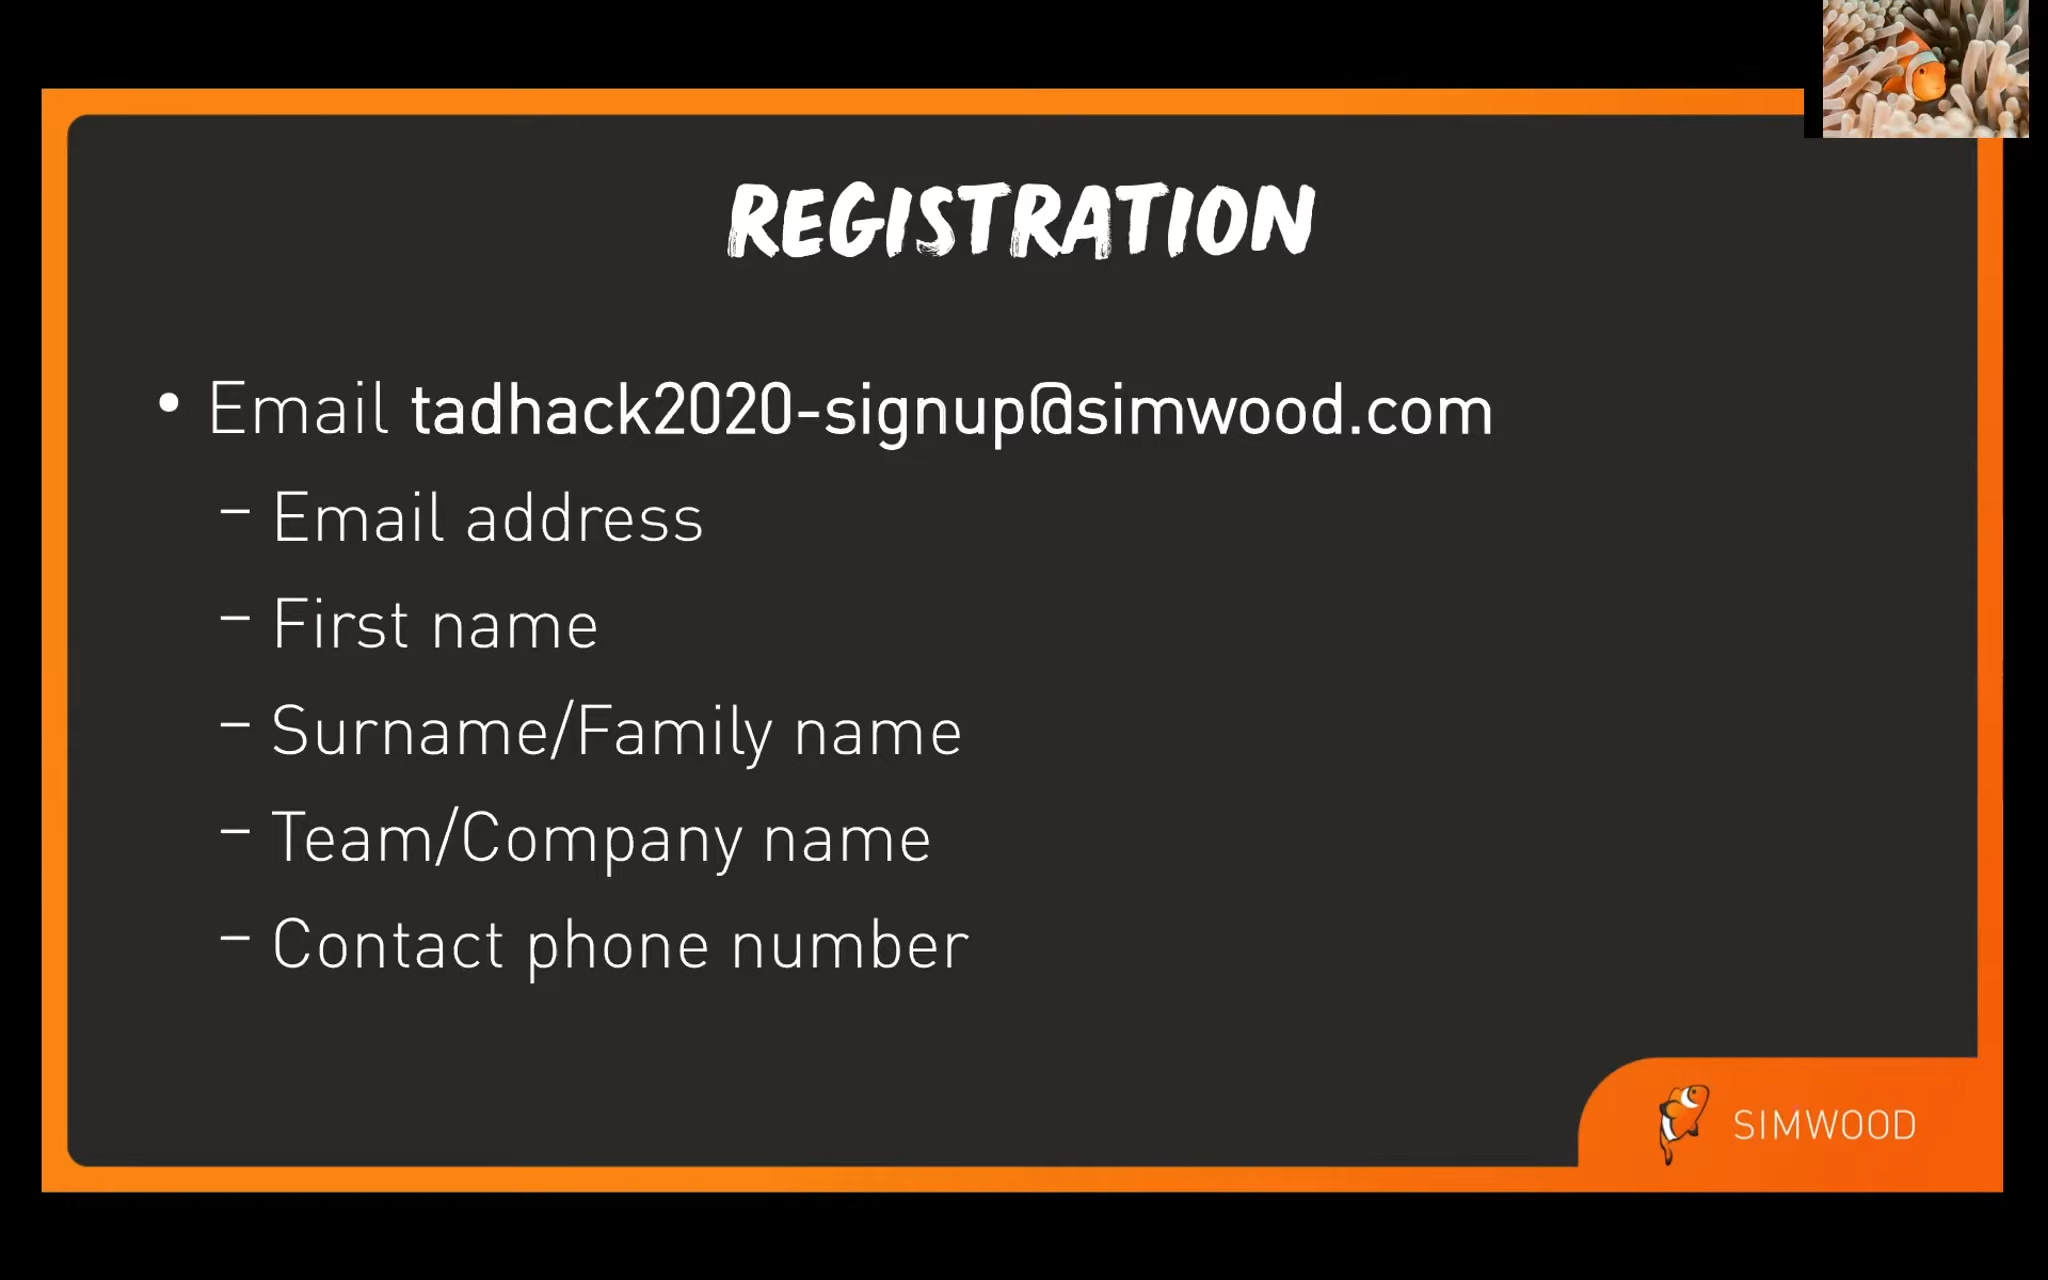 REGISTRATION
• Email tadhack2020-signup@simwood.com
– Email address
– First name
– Surname/Family name
– Team/Company name
– Contact phone number
SIMWOOD